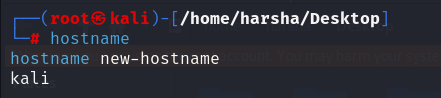 ┌──(root㉿kali)-[/home/harsha/Desktop]
└─# hostname
hostname new-hostname
kali